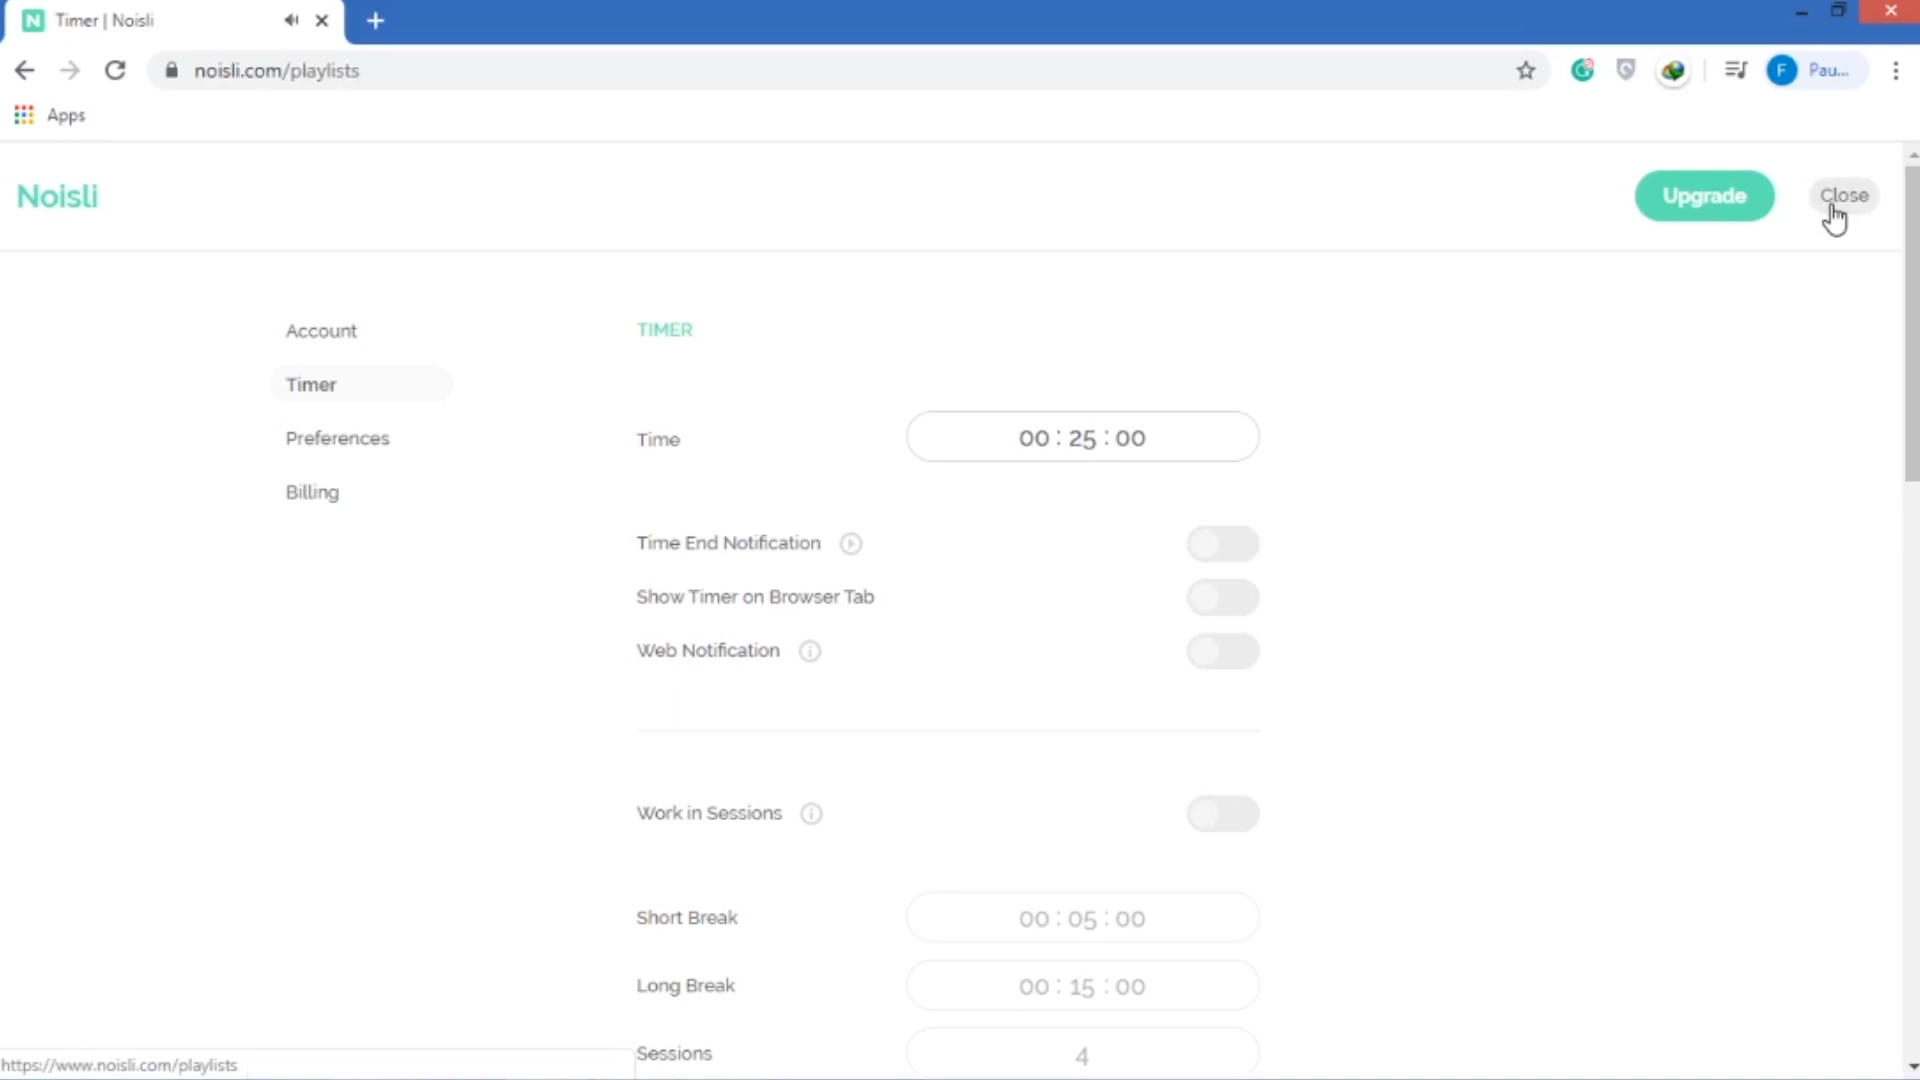 N Timer | Noisli
noisli.com/playlists
F Pau...
Apps
Noisli
Upgrade
Close
Account
Timer
Preferences
Billing
TIMER
Time 00 : 25 : 00
Time End Notification
Show Timer on Browser Tab
Web Notification
Work in Sessions
Short Break 00 : 05 : 00
Long Break 00 : 15 : 00
Sessions 4
https://www.noisli.com/playlists